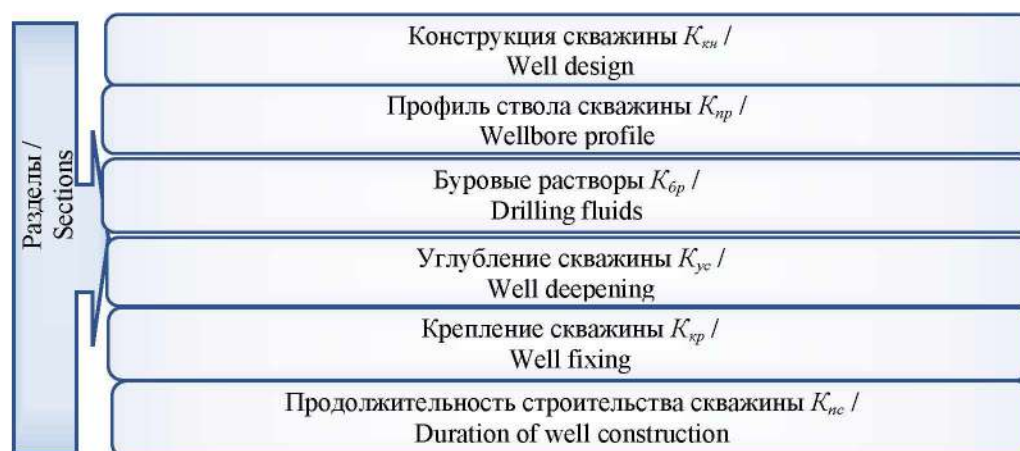 Разделы /
Sections
Конструкция скважины Kкн /
Well design
Профиль ствола скважины Kпр /
Wellbore profile
Буровые растворы Kбр /
Drilling fluids
Углубление скважины Kус /
Well deepening
Крепление скважины Kкр /
Well fixing
Продолжительность строительства скважины Kпс /
Duration of well construction